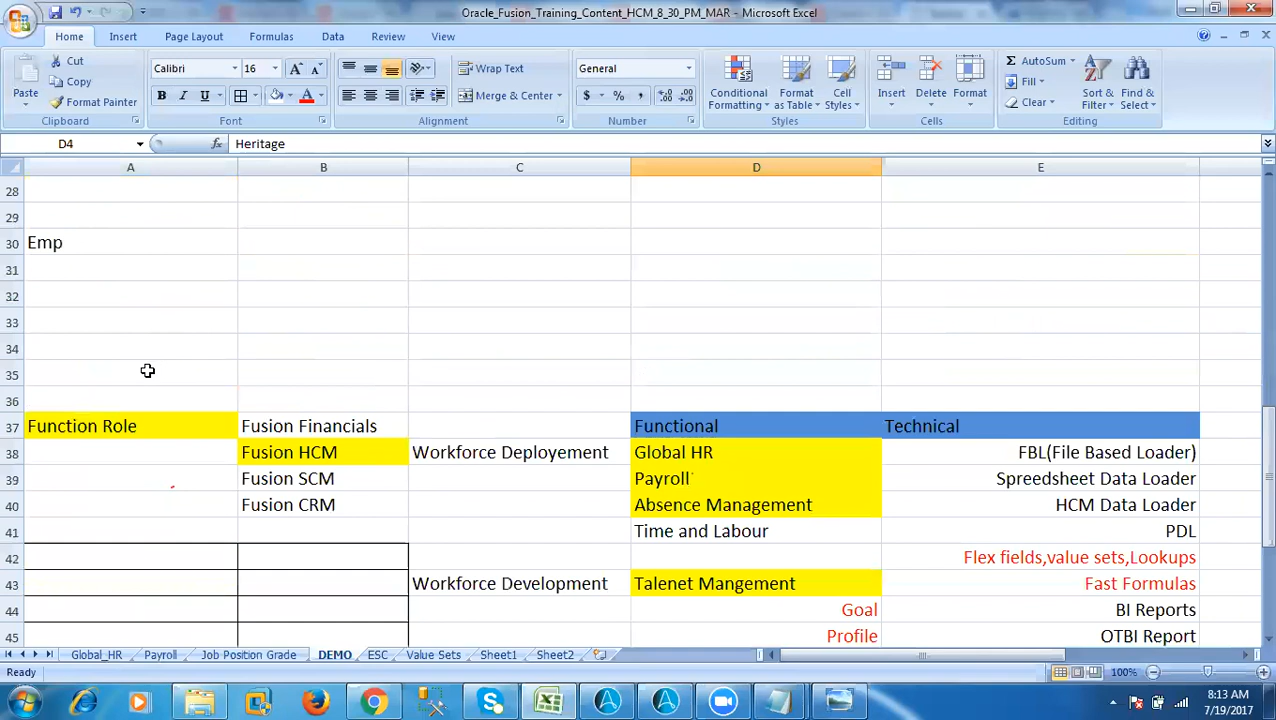 Oracle_Fusion_Training_Content_HCM_8_30_PM_MAR - Microsoft Excel
Home Insert Page Layout Formulas Data Review View
Paste
Cut
Copy
Format Painter
Clipboard
Calibri 16
Font
Wrap Text
Merge & Center
Alignment
General
Number
Conditional Formatting
Format as Table
Cell Styles
Styles
Insert
Delete
Format
Cells
AutoSum
Fill
Clear
Sort & Filter
Find & Select
Editing
D4 fx Heritage
A B C D E
28
29
30 Emp
31
32
33
34
35
36
37 Function Role Fusion Financials Functional Technical
38 Fusion HCM Workforce Deployement Global HR FBL(File Based Loader)
39 Fusion SCM Payroll Spreedsheet Data Loader
40 Fusion CRM Absence Management HCM Data Loader
41 Time and Labour PDL
42 Flex fields,value sets,Lookups
43 Workforce Development Talenet Mangement Fast Formulas
44 Goal BI Reports
45 Profile OTBI Report
Global_HR Payroll Job Position Grade DEMO ESC Value Sets Sheet1 Sheet2
Ready 100%
8:13 AM
7/19/2017